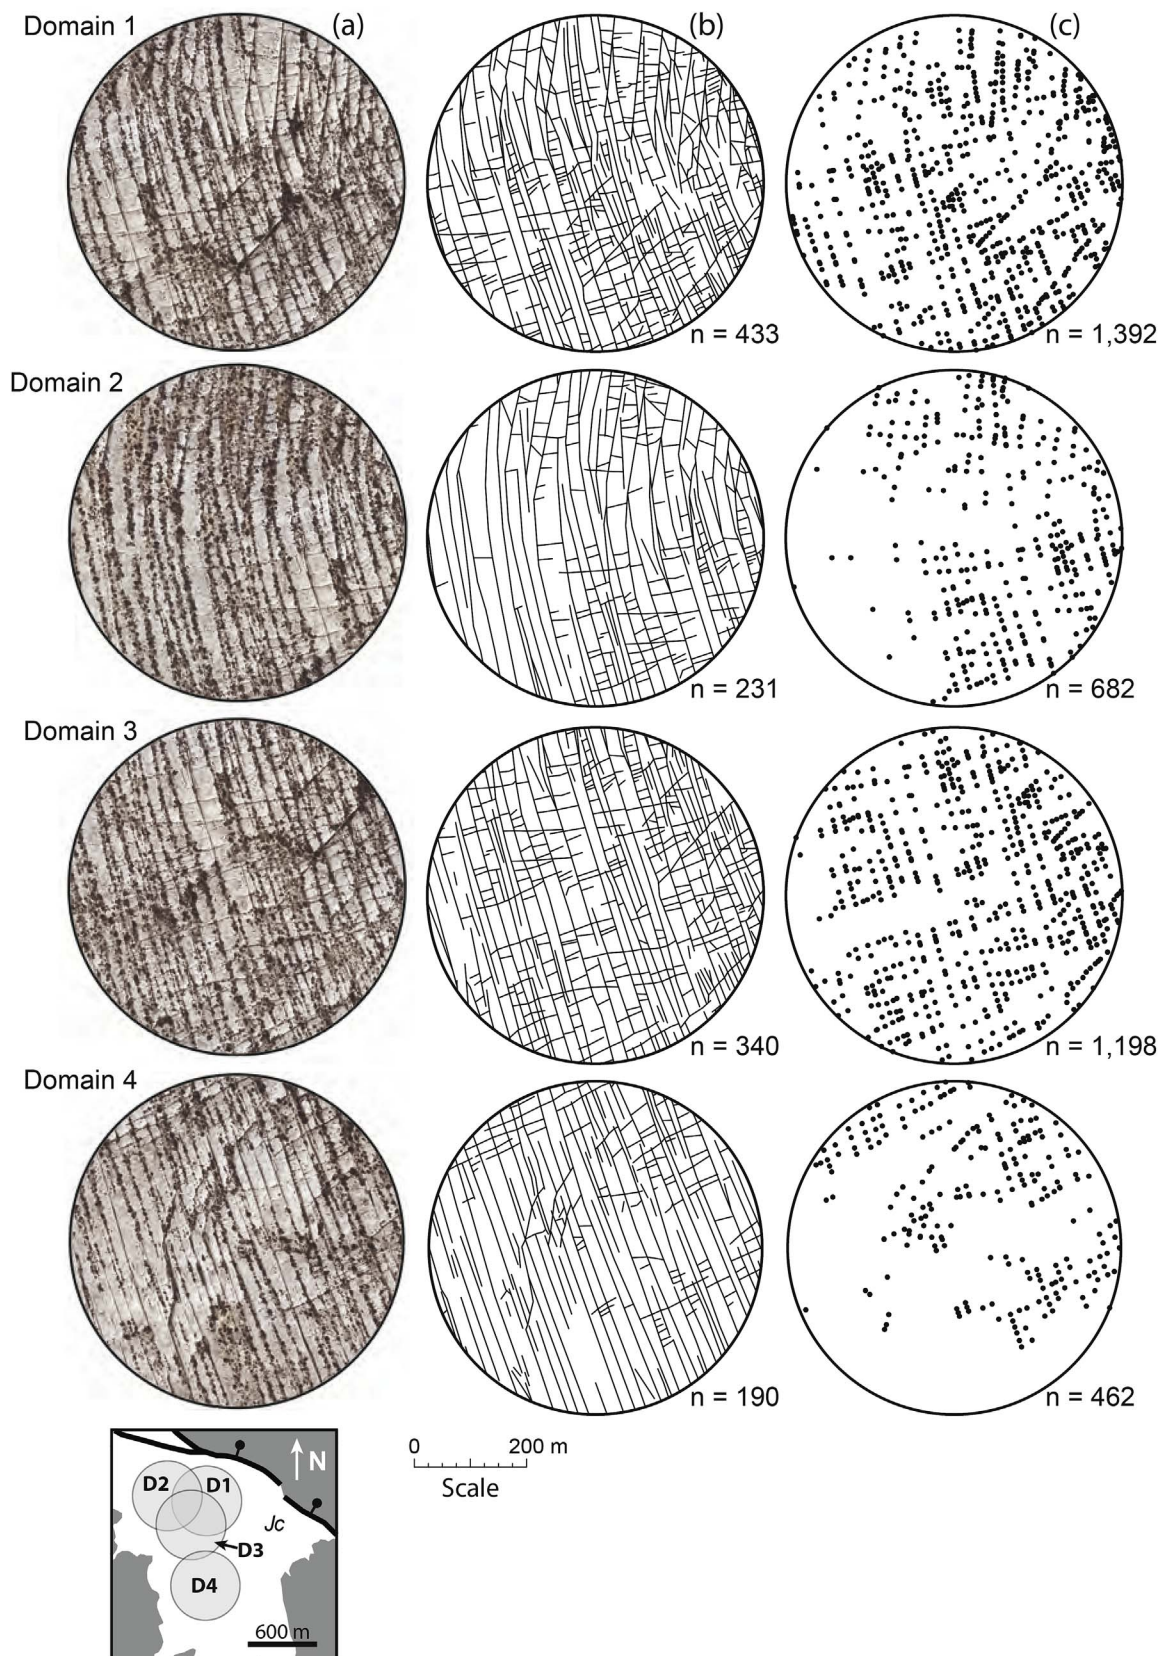 Domain 1
(a)
(b)
(c)
n = 433
n = 1,392
Domain 2
n = 231
n = 682
Domain 3
n = 340
n = 1,198
Domain 4
n = 190
n = 462
0 200 m
Scale
N
D2
D1
Jc
D3
D4
600 m